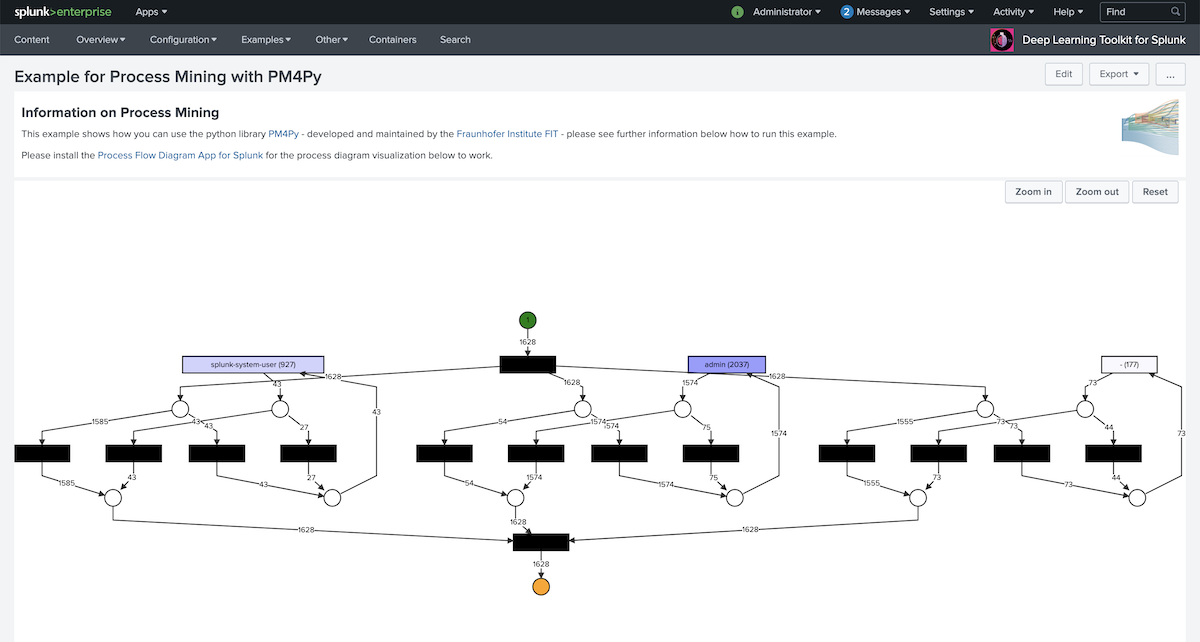 splunk>enterprise Apps i Administrator 2 Messages Settings Activity Help Find
Content Overview Configuration Examples Other Containers Search Deep Learning Toolkit for Splunk
Example for Process Mining with PM4Py Edit Export ...
Information on Process Mining
This example shows how you can use the python library PM4Py - developed and maintained by the Fraunhofer Institute FIT - please see further information below how to run this example.
Please install the Process Flow Diagram App for Splunk for the process diagram visualization below to work.
Zoom in Zoom out Reset
1628
splunk-system-user (927) admin (2037) - (177)
1628 1628
43 1628 1574 73
43 1574 73
1585 43 43 27 54 1574 1574 75 1555 73 73 44
1585 43 43 27 54 1574 1574 75 1555 73 73 44
1628 1628 1628
1628